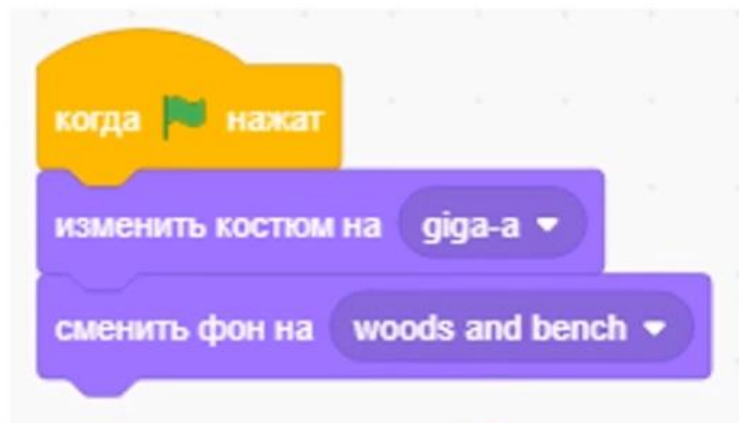 когда нажат
изменить костюм на giga-a
сменить фон на woods and bench